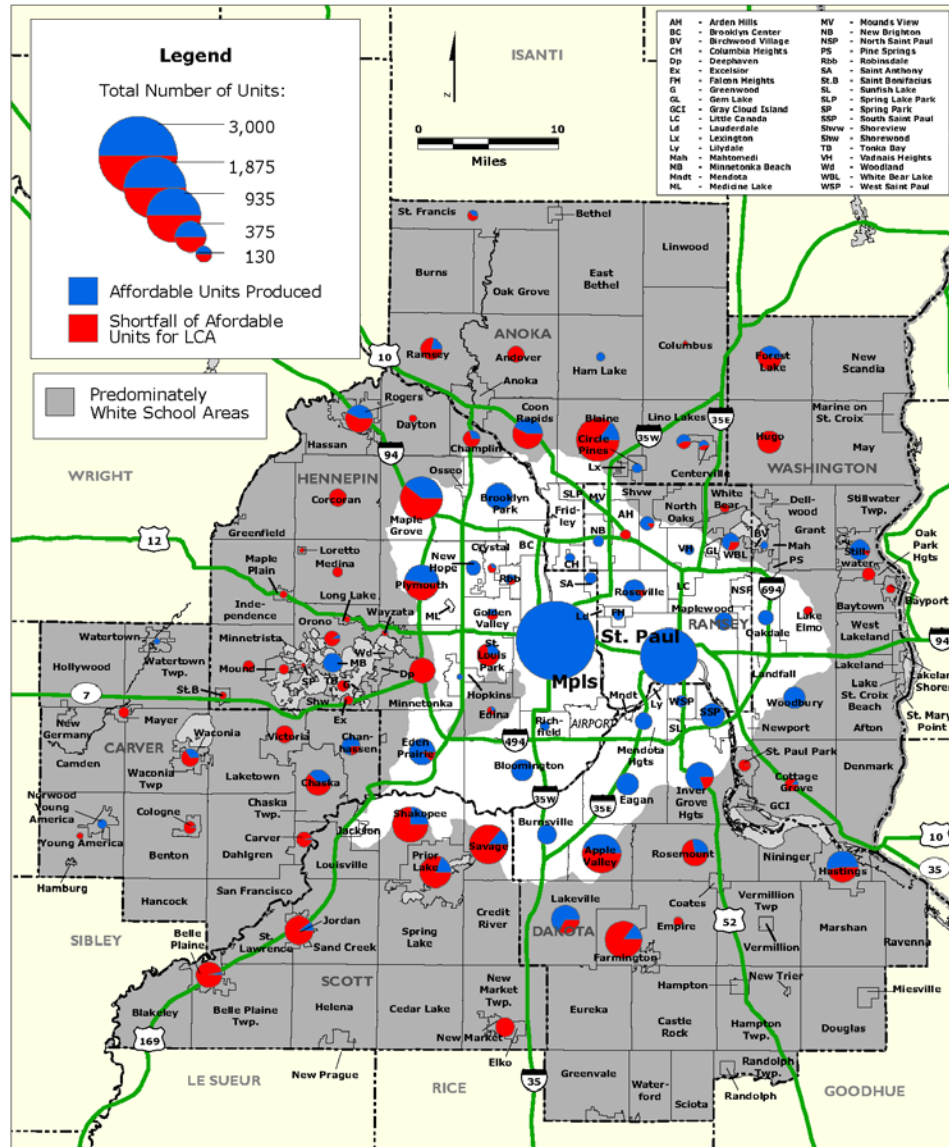 Legend
Total Number of Units:
3,000
1,875
935
375
130
Affordable Units Produced
Shortfall of Afordable
Units for LCA
Predominately
White School Areas
N
0 10
Miles
AH - Arden Hills
BC - Brooklyn Center
BV - Birchwood Village
CH - Columbia Heights
Dp - Deephaven
Ex - Excelsior
FH - Falcon Heights
G - Greenwood
GL - Gem Lake
GCI - Gray Cloud Island
LC - Little Canada
Ld - Lauderdale
Lx - Lexington
Ly - Lilydale
Mah - Mahtomedi
MB - Minnetonka Beach
Mndt - Mendota
ML - Medicine Lake
MV - Mounds View
NB - New Brighton
NSP - North Saint Paul
PS - Pine Springs
Rbb - Robinsdale
SA - Saint Anthony
St.B - Saint Bonifacius
SL - Sunfish Lake
SLP - Spring Lake Park
SP - Spring Park
SSP - South Saint Paul
Shvw - Shoreview
Shw - Shorewood
TB - Tonka Bay
VH - Vadnais Heights
Wd - Woodland
WBL - White Bear Lake
WSP - West Saint Paul
ISANTI
St. Francis
Bethel
Linwood
Burns
Oak Grove
East
Bethel
ANOKA
Ramsey
Andover
Ham Lake
Columbus
Forest
Lake
New
Scandia
10
Anoka
Rogers
Dayton
Hassan
Champlin
Coon
Rapids
Blaine
Circle
Pines
Lino Lakes
35W
35E
Lx
Centerville
Hugo
Marine on
St. Croix
May
WASHINGTON
WRIGHT
94
HENNEPIN
Osseo
Corcoran
Maple Grove
Brooklyn
Park
SLP
MV
Shvw
Frid-
ley
North
Oaks
White
Bear
AH
Dell-
wood
Stillwater
Twp.
Grant
Oak Park
Hgts
12
Greenfield
Loretto
Medina
Maple
Plain
New
Hope
Crystal
BC
NB
CH
VH
GL
WBL
BV
Mah
PS
Still-
water
Plymouth
Rbb
SA
Roseville
LC
NSP
694
Bayport
Inde-
pendence
Long Lake
Orono
Wayzata
ML
Golden
Valley
Ld
FH
Maplewood
RAMSEY
Oakdale
Lake
Elmo
Baytown
West
Lakeland
94
Watertown
Hollywood
Watertown
Twp.
Minnetrista
Mound
SP
TB
MB
Wd
G
Dp
St.
Louis
Park
St. Paul
Mpls
Lakeland
Lakeland
Shores
7
St.B
Shw
Ex
Minnetonka
Hopkins
Edina
Rich-
field
AIRPORT
Mndt
Ly
WSP
SSP
Landfall
Woodbury
Lake
St. Croix
Beach
St. Mary
Point
New
Germany
Mayer
CARVER
Camden
Waconia
Waconia
Twp
Victoria
Chan-
hassen
Laketown
Eden
Prairie
494
Mendota
Hgts
SL
Newport
Afton
St. Paul Park
Denmark
Norwood
Young
America
Young America
Cologne
Benton
Chaska
Chaska
Twp.
Bloomington
35W
35E
Eagan
Inver
Grove
Hgts
Cottage
Grove
GCI
10
35
Hamburg
Carver
Dahlgren
Jackson
Shakopee
Louisville
Burnsville
Savage
Prior
Lake
Apple
Valley
Rosemount
Nininger
Hastings
Hancock
San Francisco
SIBLEY
Belle
Plaine
St.
Lawrence
Jordan
Sand Creek
Spring
Lake
Credit
River
Lakeville
DAKOTA
Farmington
Coates
Empire
52
Vermillion
Twp
Vermillion
Marshan
Ravenna
SCOTT
Blakeley
Belle Plaine
Twp.
Helena
Cedar Lake
New
Market
Twp.
New Market
Elko
Eureka
Castle
Rock
Hampton
Hampton
Twp.
New Trier
Douglas
Miesville
169
New Prague
LE SUEUR
RICE
35
Greenvale
Water-
ford
Sciota
Randolph
Twp.
Randolph
GOODHUE